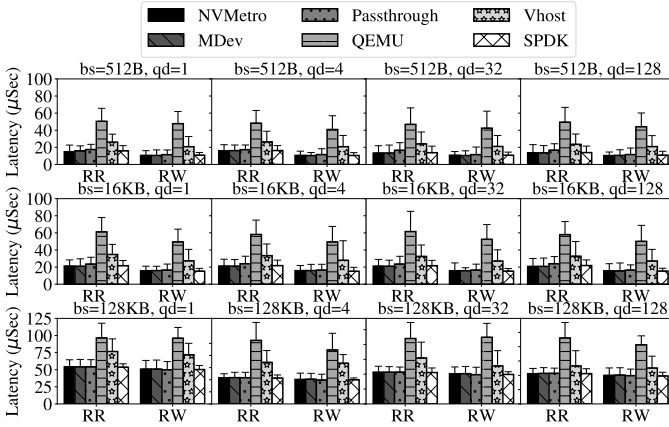 NVMetro Passthrough Vhost
MDev QEMU SPDK
bs=512B, qd=1 bs=512B, qd=4 bs=512B, qd=32 bs=512B, qd=128
Latency (μSec)
100
80
60
40
20
0
RR RW RR RW RR RW RR RW
bs=16KB, qd=1 bs=16KB, qd=4 bs=16KB, qd=32 bs=16KB, qd=128
Latency (μSec)
100
80
60
40
20
0
RR RW RR RW RR RW RR RW
bs=128KB, qd=1 bs=128KB, qd=4 bs=128KB, qd=32 bs=128KB, qd=128
Latency (μSec)
125
100
75
50
25
0
RR RW RR RW RR RW RR RW